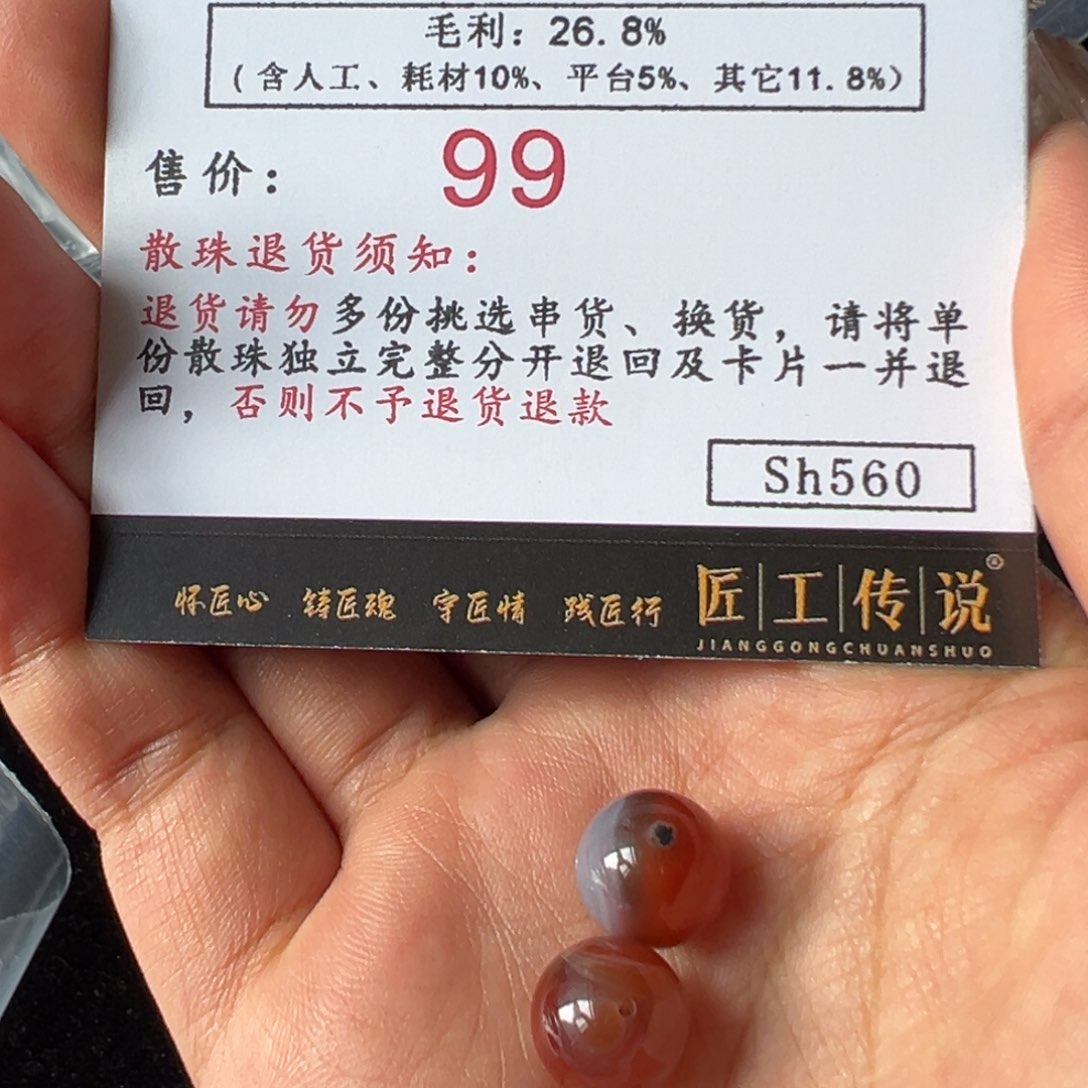 毛利：26.8%
（含人工、耗材10%、平台5%、其它11.8%）
售价：99
散珠退货须知：
退货请勿多份挑选串货、换货，请将单
份散珠独立完整分开退回及卡片一并退
回，否则不予退货退款
Sh560
怀匠心 铸匠魂 守匠情 践匠行
匠工传说®
JIANGGONGCHUANSHUO